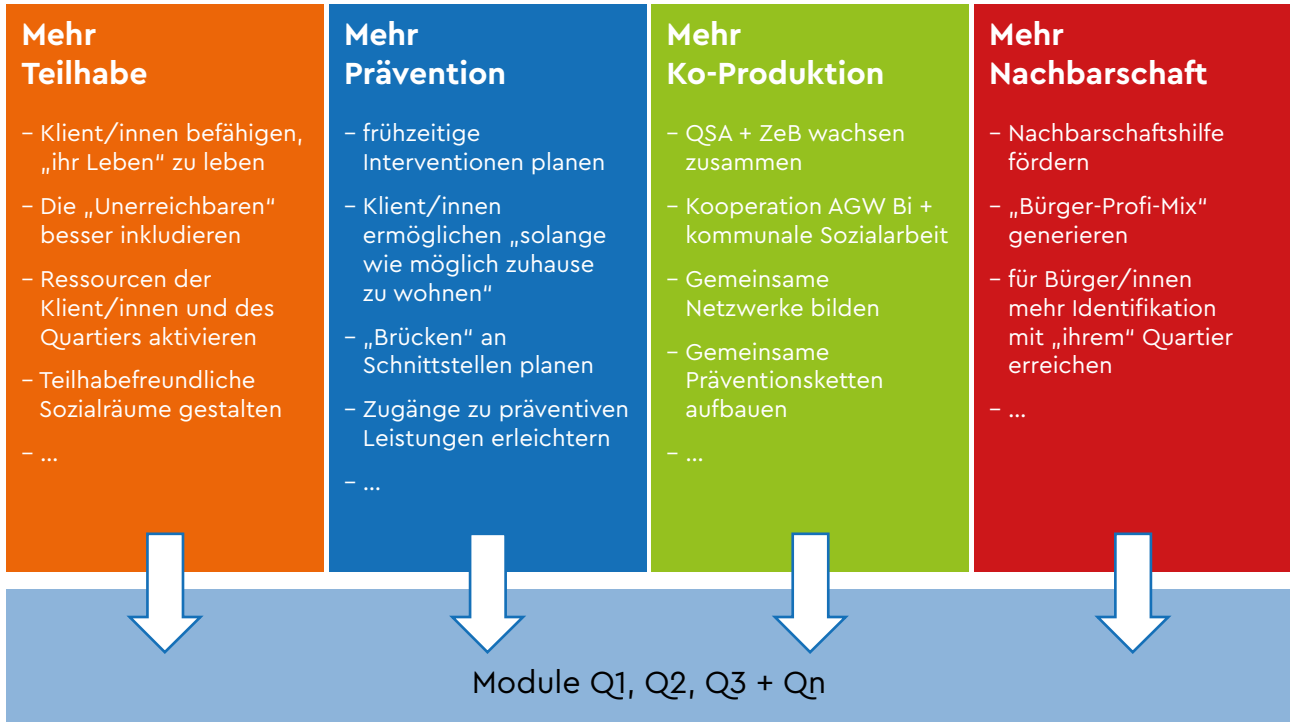 Mehr
Teilhabe
– Klient/innen befähigen,
„ihr Leben“ zu leben
– Die „Unerreichbaren“
besser inkludieren
– Ressourcen der
Klient/innen und des
Quartiers aktivieren
– Teilhabefreundliche
Sozialräume gestalten
– ...
Mehr
Prävention
– frühzeitige
Interventionen planen
– Klient/innen
ermöglichen „solange
wie möglich zuhause
zu wohnen“
– „Brücken“ an
Schnittstellen planen
– Zugänge zu präventiven
Leistungen erleichtern
– ...
Mehr
Ko-Produktion
– QSA + ZeB wachsen
zusammen
– Kooperation AGW Bi +
kommunale Sozialarbeit
– Gemeinsame
Netzwerke bilden
– Gemeinsame
Präventionsketten
aufbauen
– ...
Mehr
Nachbarschaft
– Nachbarschaftshilfe
fördern
– „Bürger-Profi-Mix“
generieren
– für Bürger/innen
mehr Identifikation
mit „ihrem“ Quartier
erreichen
– ...
Module Q1, Q2, Q3 + Qn